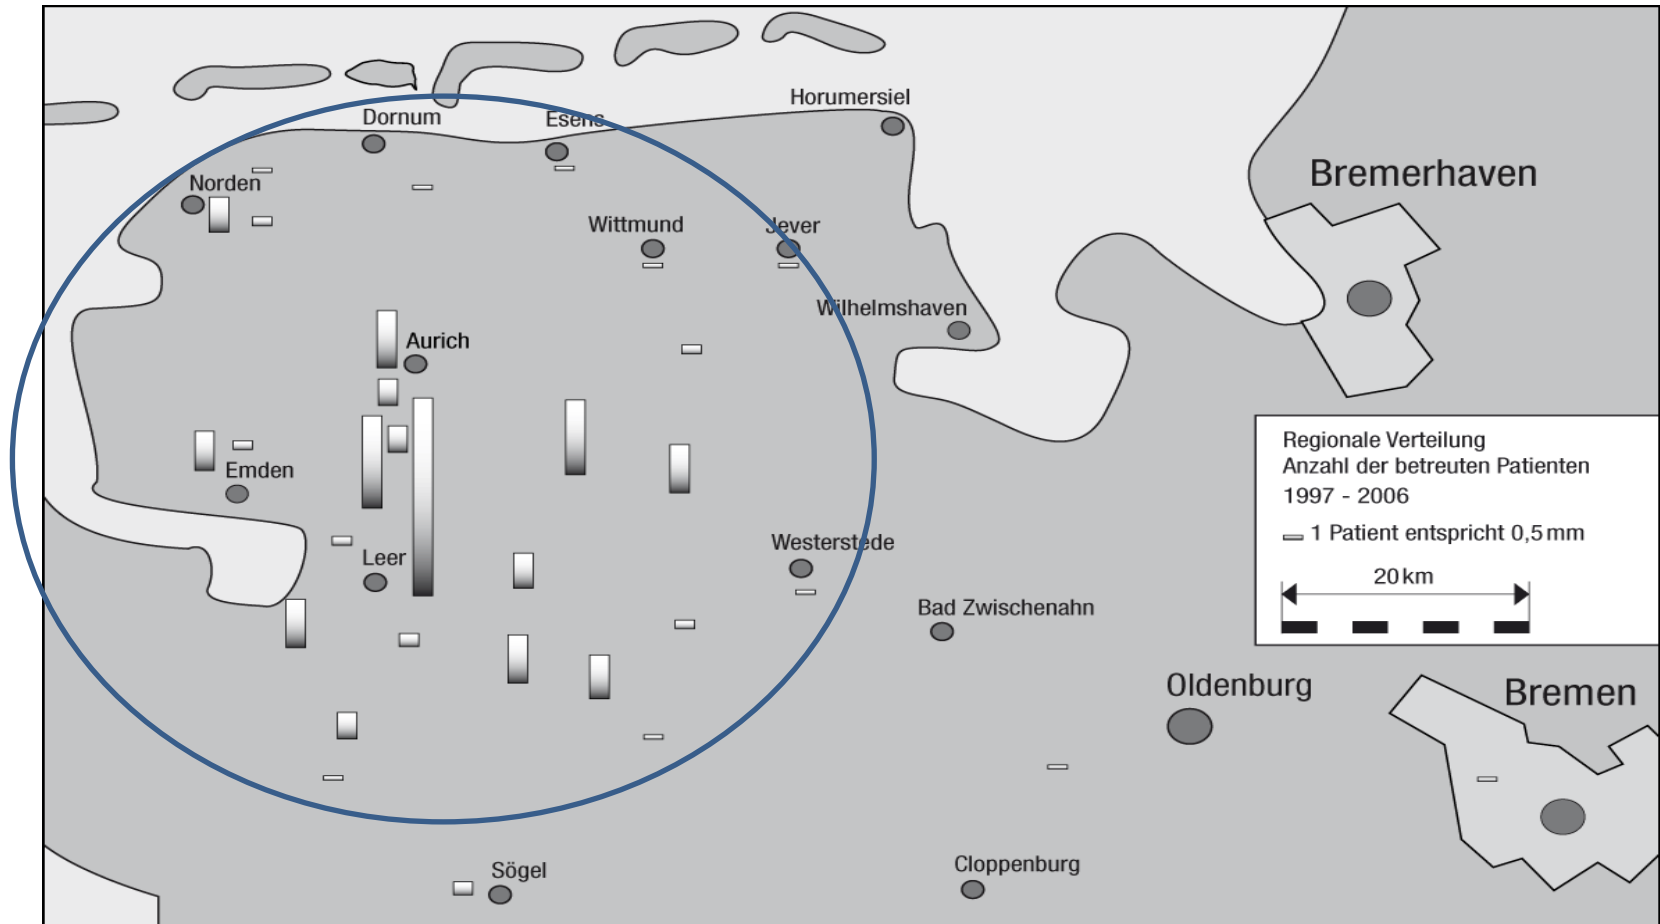 Dornum
Esens
Horumersiel
Norden
Bremerhaven
Wittmund
Jever
Wilhelmshaven
Aurich
Regionale Verteilung
Anzahl der betreuten Patienten
1997 - 2006
1 Patient entspricht 0,5 mm
20 km
Emden
Westerstede
Leer
Bad Zwischenahn
Oldenburg
Bremen
Sögel
Cloppenburg